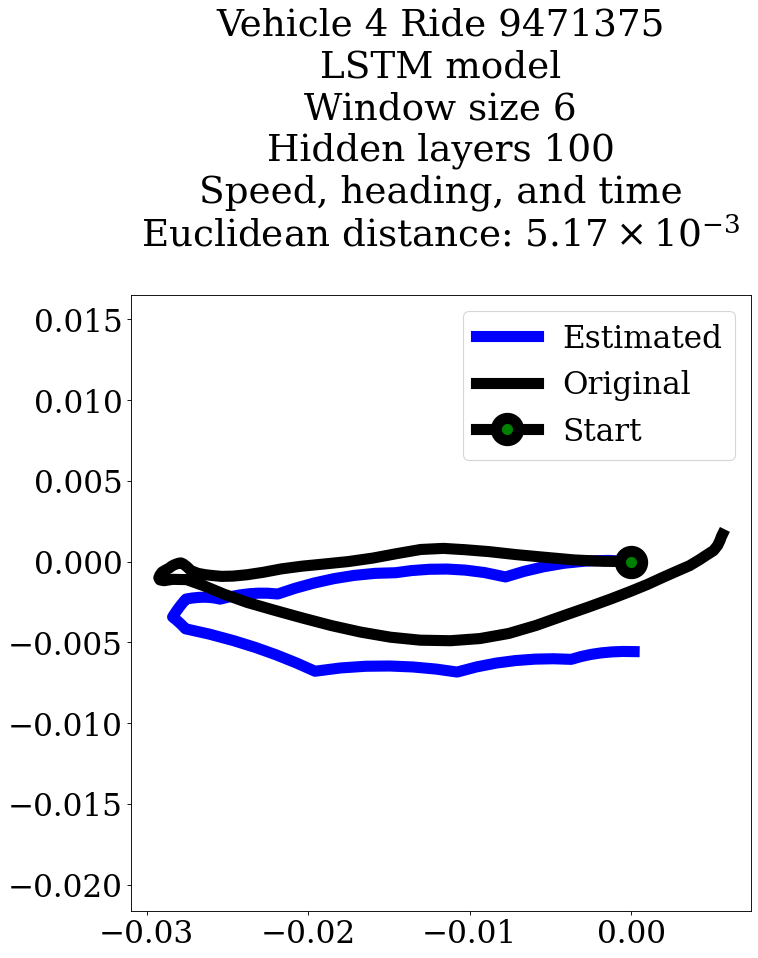 Vehicle 4 Ride 9471375
LSTM model
Window size 6
Hidden layers 100
Speed, heading, and time
Euclidean distance: 5.17 × 10⁻³
Estimated
Original
Start
0.015
0.010
0.005
0.000
−0.005
−0.010
−0.015
−0.020
−0.03 −0.02 −0.01 0.00